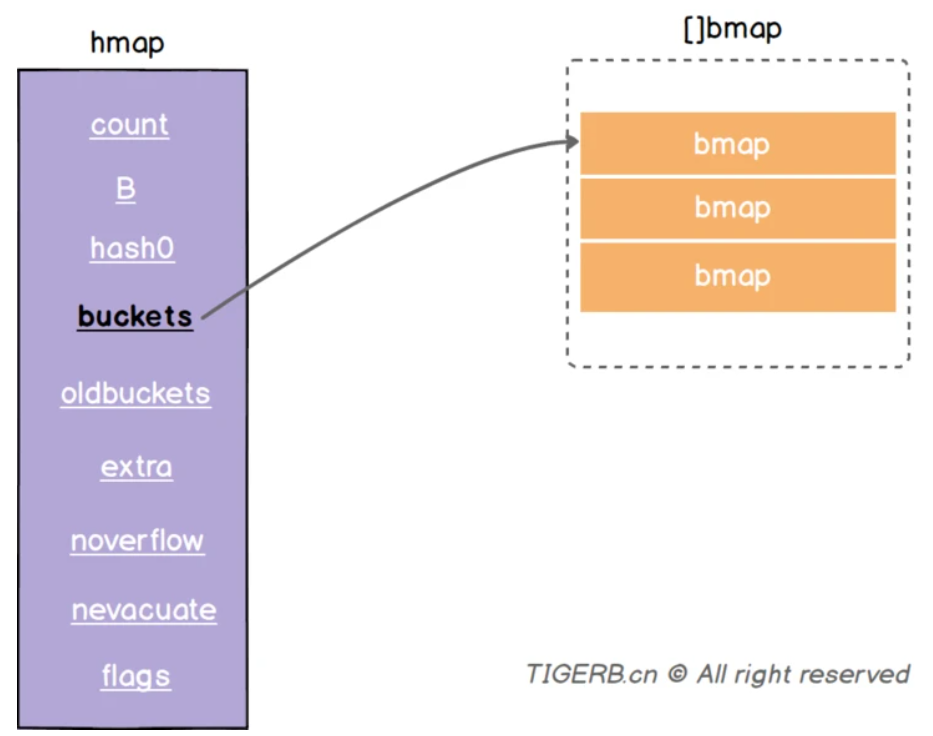 hmap
count
B
hash0
buckets
oldbuckets
extra
noverflow
nevacuate
flags
[]bmap
bmap
bmap
bmap
TIGERB.cn © All right reserved